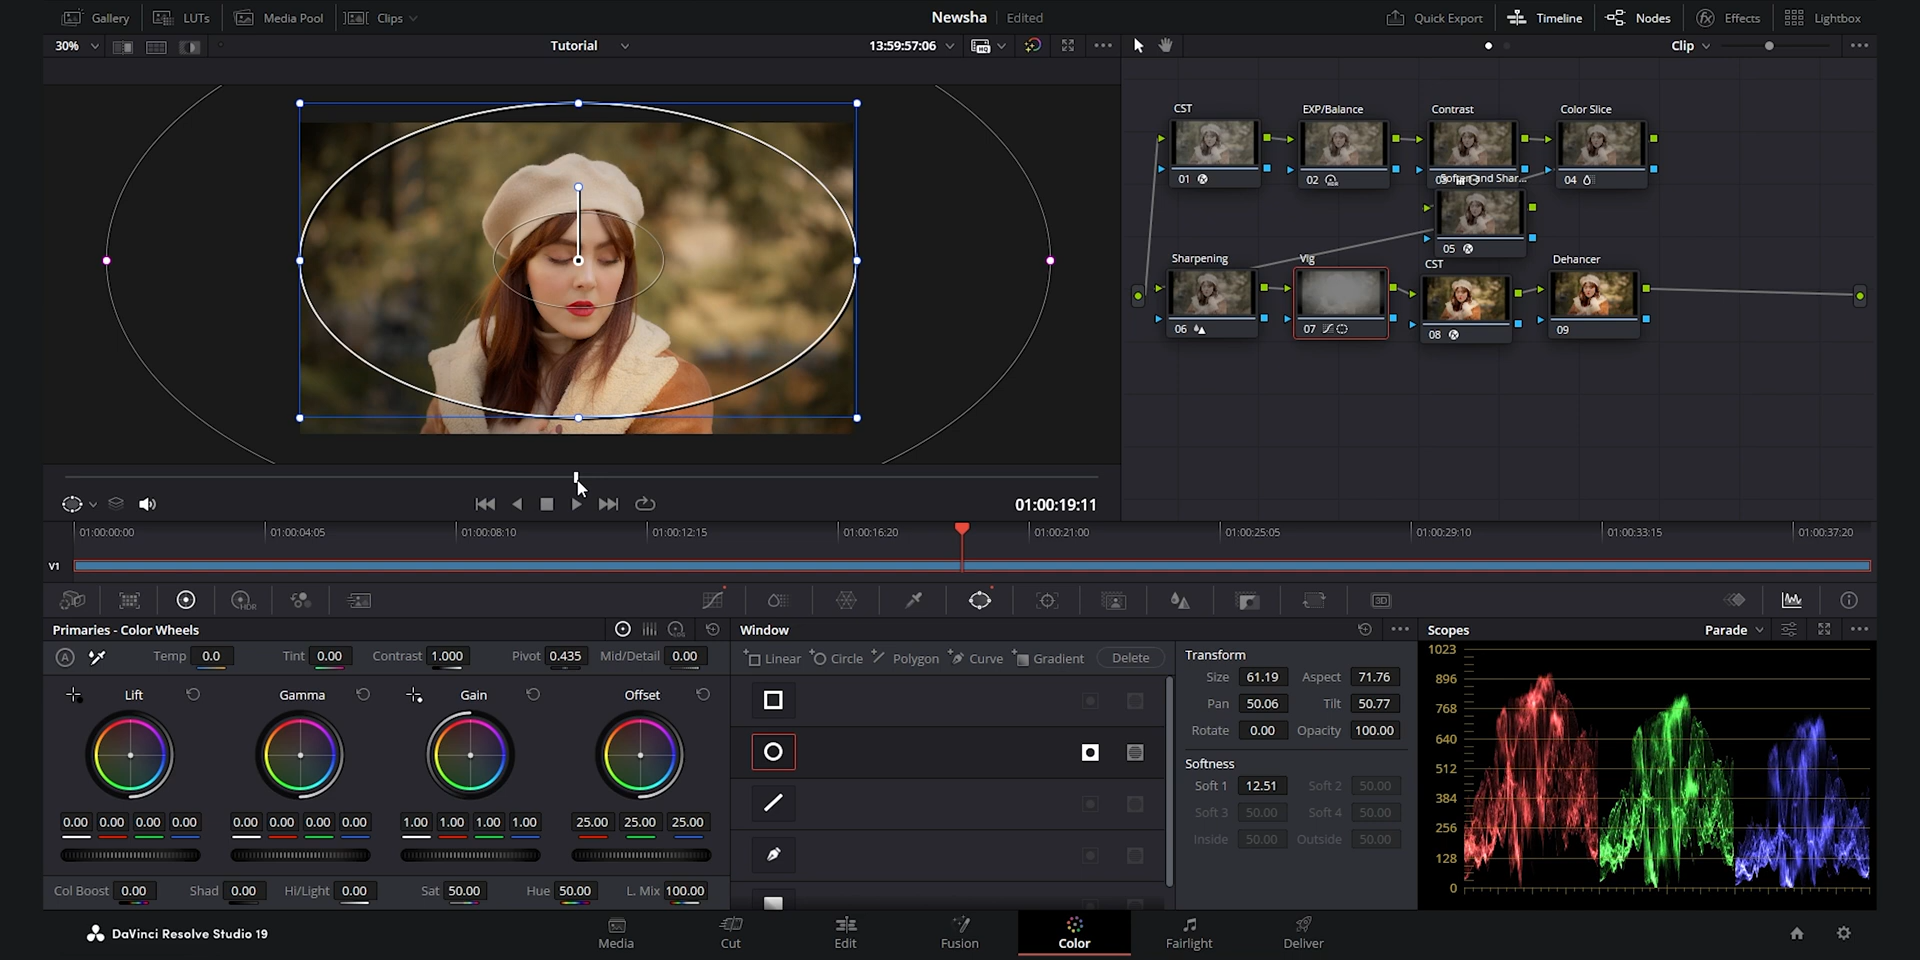 Gallery LUTs Media Pool Clips Newsha Edited Quick Export Timeline Nodes Effects Lightbox
30% Tutorial 13:59:57:06 Clip
CST EXP/Balance Contrast Color Slice
01 02 HDR 04
Soften and Shar...
05
Sharpening Vig CST Dehancer
06 07 08 09
01:00:19:11
01:00:00:00 01:00:04:05 01:00:08:10 01:00:12:15 01:00:16:20 01:00:21:00 01:00:25:05 01:00:29:10 01:00:33:15 01:00:37:20
V1
HDR 3D
Primaries - Color Wheels LOG Window Scopes Parade
A Temp 0.0 Tint 0.00 Contrast 1.000 Pivot 0.435 Mid/Detail 0.00
Linear Circle Polygon Curve Gradient Delete
Lift Gamma Gain Offset
0.00 0.00 0.00 0.00 0.00 0.00 0.00 0.00 1.00 1.00 1.00 1.00 25.00 25.00 25.00
Col Boost 0.00 Shad 0.00 Hi/Light 0.00 Sat 50.00 Hue 50.00 L. Mix 100.00
Transform
Size 61.19 Aspect 71.76
Pan 50.06 Tilt 50.77
Rotate 0.00 Opacity 100.00
Softness
Soft 1 12.51 Soft 2 50.00
Soft 3 50.00 Soft 4 50.00
Inside 50.00 Outside 50.00
1023
896
768
640
512
384
256
128
0
DaVinci Resolve Studio 19 Media Cut Edit Fusion Color Fairlight Deliver